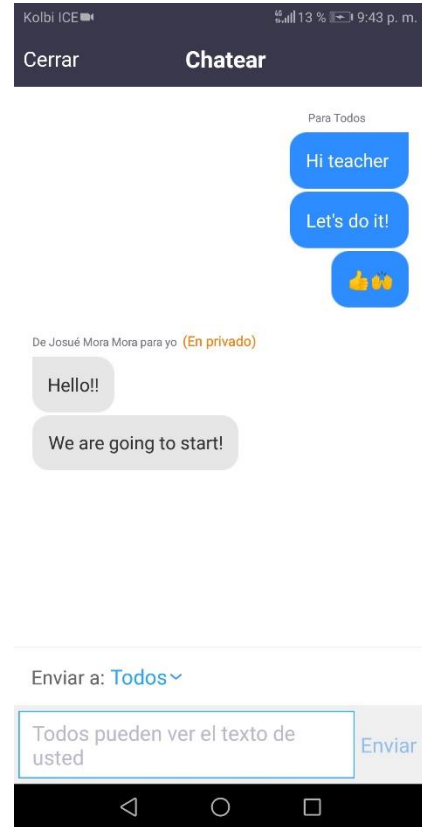 Kolbi ICE 4G 13 % 9:43 p. m.
Cerrar Chatear
Para Todos
Hi teacher
Let's do it!
👍🙌
De Josué Mora Mora para yo (En privado)
Hello!!
We are going to start!
Enviar a: Todos
Todos pueden ver el texto de
usted
Enviar